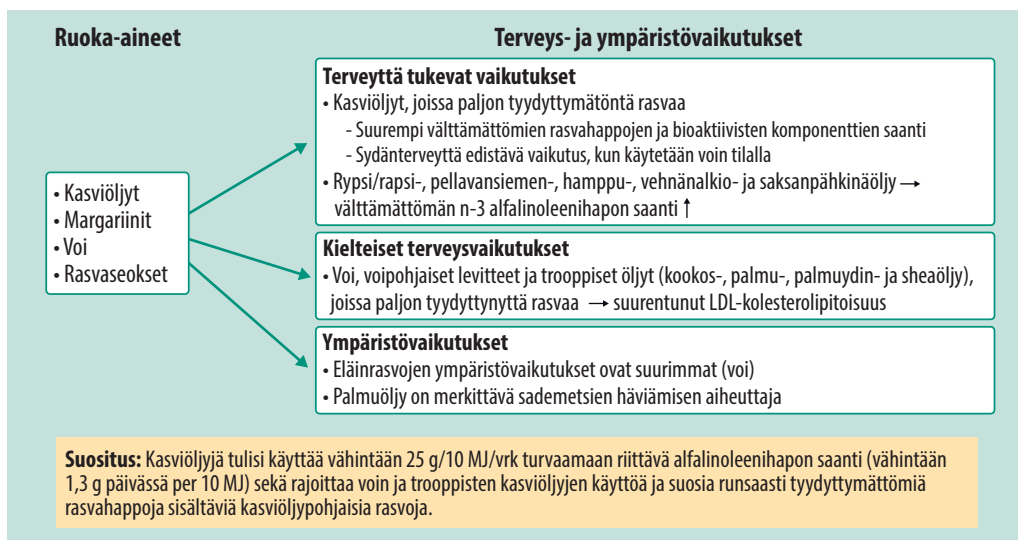 Ruoka-aineet
Terveys- ja ympäristövaikutukset
• Kasviöljyt
• Margariinit
• Voi
• Rasvaseokset
Terveyttä tukevat vaikutukset
• Kasviöljyt, joissa paljon tyydyttymätöntä rasvaa
- Suurempi välttämättömien rasvahappojen ja bioaktiivisten komponenttien saanti
- Sydänterveyttä edistävä vaikutus, kun käytetään voin tilalla
• Rypsi/rapsi-, pellavansiemen-, hamppu-, vehnänalkio- ja saksanpähkinäöljy →
välttämättömän n-3 alfalinoleenihapon saanti ↑
Kielteiset terveysvaikutukset
• Voi, voipohjaiset levitteet ja trooppiset öljyt (kookos-, palmu-, palmuydin- ja sheaöljy),
joissa paljon tyydyttynyttä rasvaa → suurentunut LDL-kolesterolipitoisuus
Ympäristövaikutukset
• Eläinrasvojen ympäristövaikutukset ovat suurimmat (voi)
• Palmuöljy on merkittävä sademetsien häviämisen aiheuttaja
Suositus: Kasviöljyjä tulisi käyttää vähintään 25 g/10 MJ/vrk turvaamaan riittävä alfalinoleenihapon saanti (vähintään
1,3 g päivässä per 10 MJ) sekä rajoittaa voin ja trooppisten kasviöljyjen käyttöä ja suosia runsaasti tyydyttymättömiä
rasvahappoja sisältäviä kasviöljypohjaisia rasvoja.